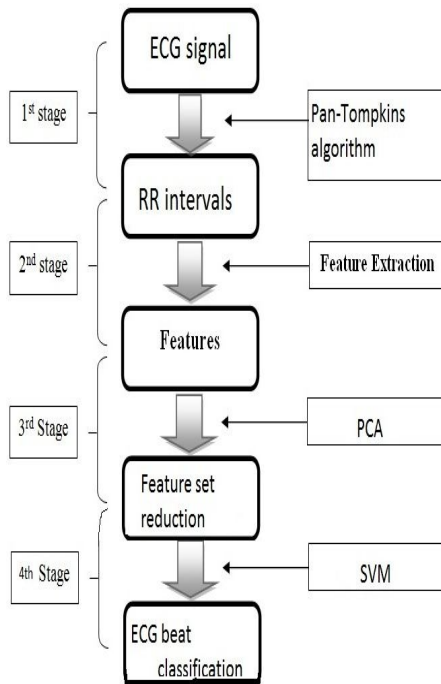 ECG signal
1st stage
Pan-Tompkins
algorithm
RR intervals
2nd stage
Feature Extraction
Features
3rd Stage
PCA
Feature set
reduction
4th Stage
SVM
ECG beat
classification